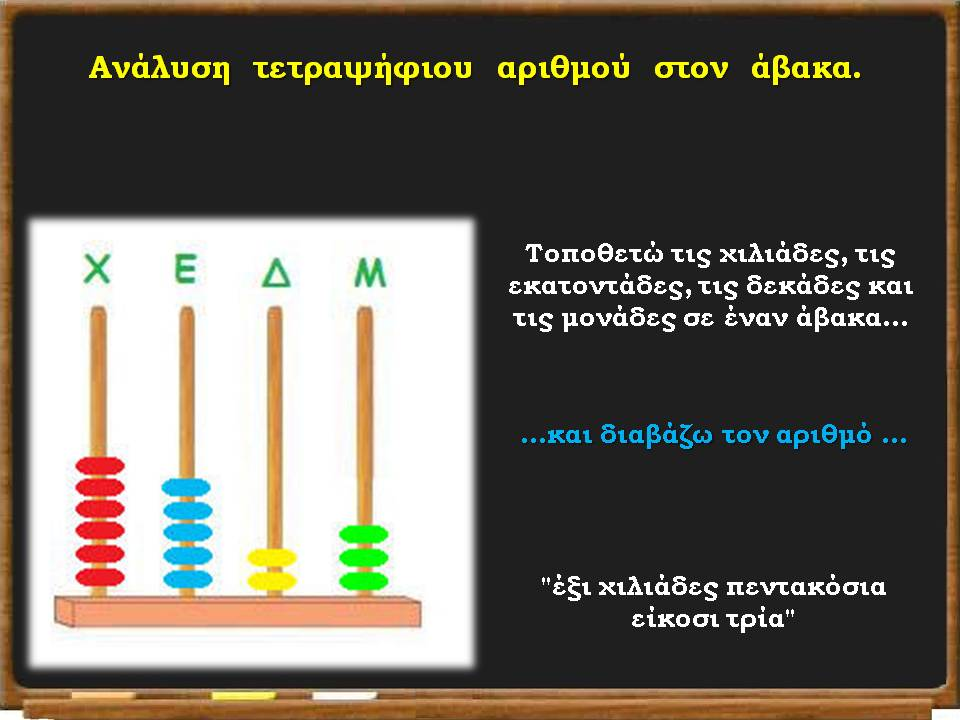 Ανάλυση τετραψήφιου αριθμού στον άβακα.
Χ Ε Δ Μ
Τοποθετώ τις χιλιάδες, τις
εκατοντάδες, τις δεκάδες και
τις μονάδες σε έναν άβακα...
...και διαβάζω τον αριθμό ...
"έξι χιλιάδες πεντακόσια
είκοσι τρία"